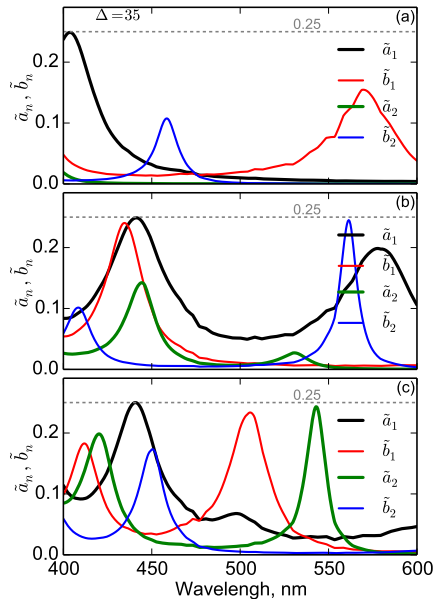 Δ=35
0.25
(a)
ã₁
b̃₁
ã₂
b̃₂
ãₙ, b̃ₙ
0.2
0.1
0.0
0.25
(b)
ã₁
b̃₁
ã₂
b̃₂
ãₙ, b̃ₙ
0.2
0.1
0.0
0.25
(c)
ã₁
b̃₁
ã₂
b̃₂
ãₙ, b̃ₙ
0.2
0.1
0.0
400 450 500 550 600
Wavelengh, nm